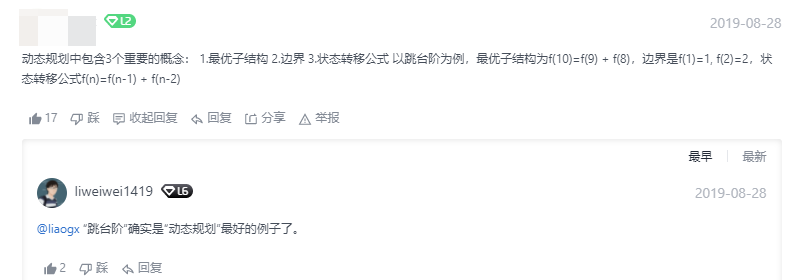 L2
2019-08-28
动态规划中包含3个重要的概念： 1.最优子结构 2.边界 3.状态转移公式 以跳台阶为例，最优子结构为f(10)=f(9) + f(8)，边界是f(1)=1, f(2)=2，状
态转移公式f(n)=f(n-1) + f(n-2)
17 踩 收起回复 回复 分享 举报
最早 最新
liweiwei1419 L6
2019-08-28
@liaogx “跳台阶”确实是“动态规划”最好的例子了。
2 踩 回复